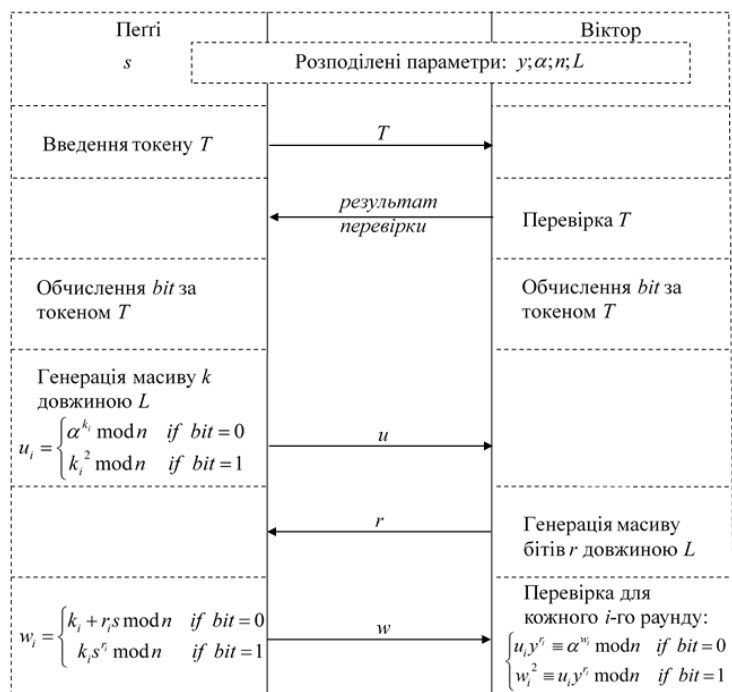 Пеґґі Віктор
s Розподілені параметри: y;α;n;L
Введення токену T
T
результат
перевірки
Перевірка T
Обчислення bit за
токеном T
Обчислення bit за
токеном T
Генерація масиву k
довжиною L
u_i = { α^{k_i} mod n if bit = 0
k_i^2 mod n if bit = 1
u
r
Генерація масиву
бітів r довжиною L
w_i = { k_i + r_i s mod n if bit = 0
k_i s^{r_i} mod n if bit = 1
w
Перевірка для
кожного i-го раунду:
{ u_i y^{r_i} ≡ α^{w_i} mod n if bit = 0
w_i^2 ≡ u_i y^{r_i} mod n if bit = 1